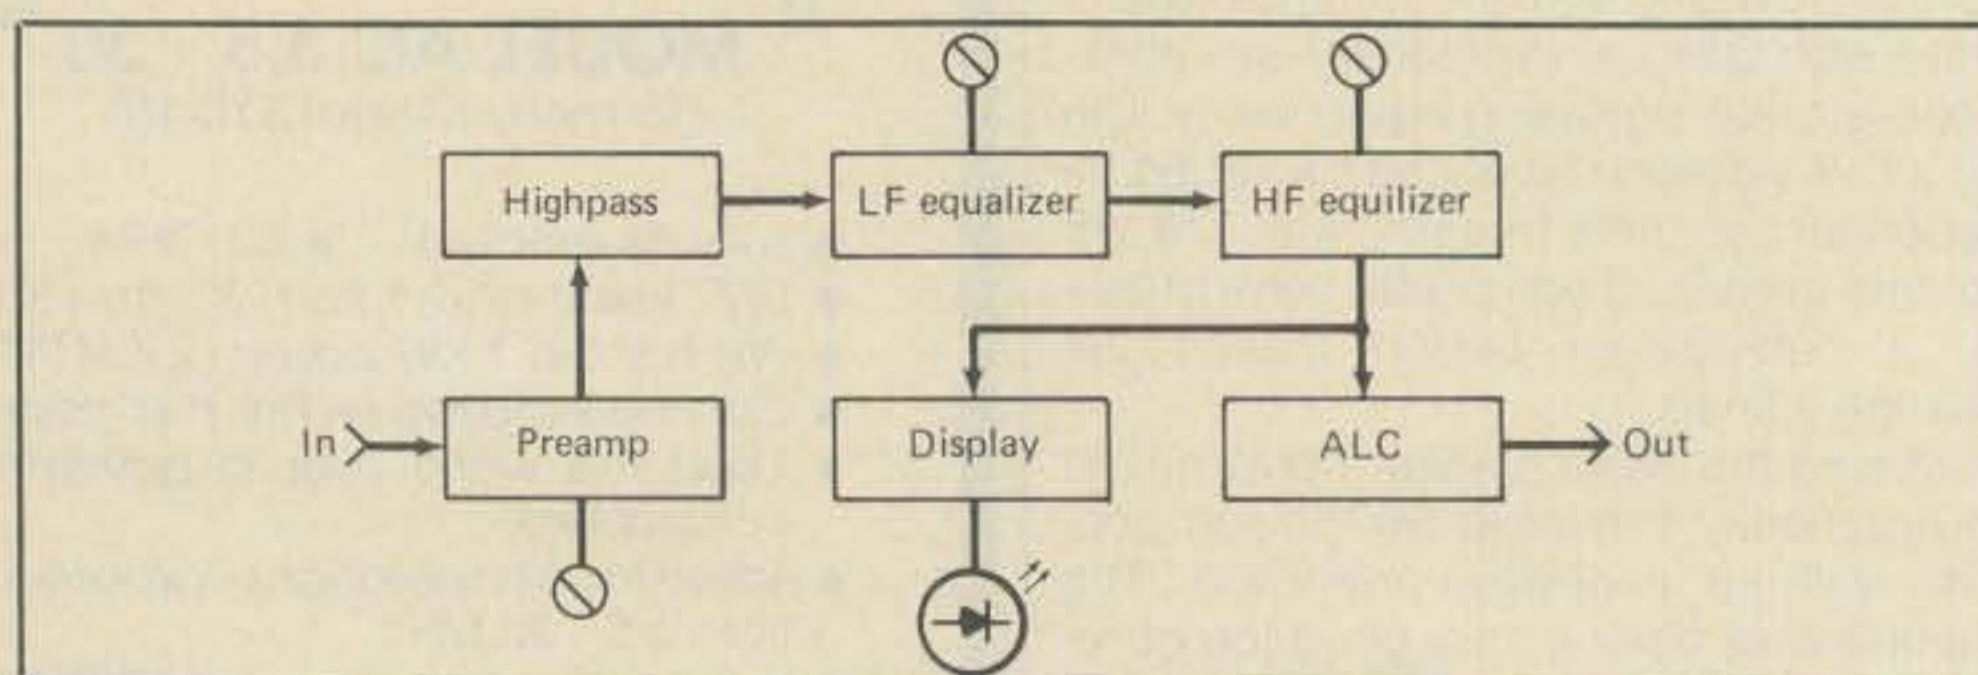 Highpass
LF equalizer
HF equilizer
In
Preamp
Display
ALC
Out